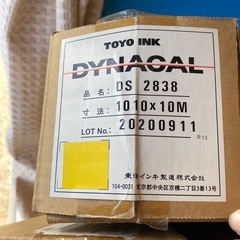 TOYO INK
DYNACAL
品名: DS 2838
寸法: 1010×10M
LOT No.: 20200911
B13
東洋インキ製造株式会社
104-0031 東京都中央区京橋二丁目3番13号